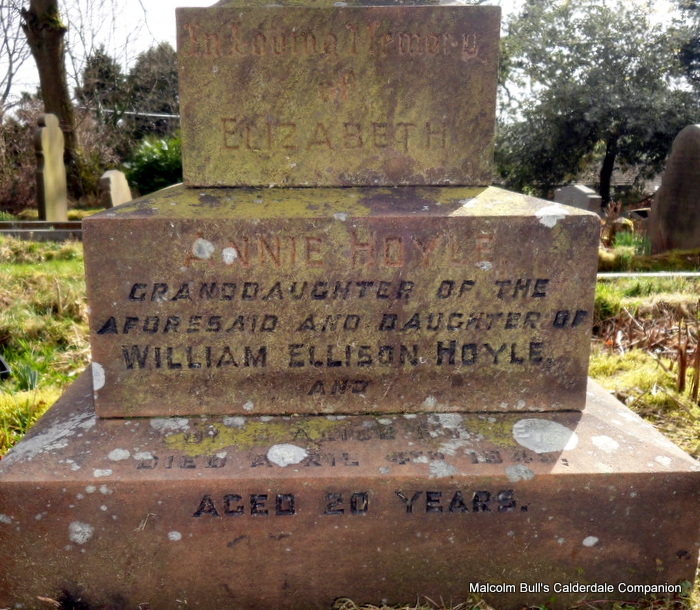 In Loving Memory
of
ELIZABETH
ANNIE HOYLE.
GRANDDAUGHTER OF THE
AFORESAID AND DAUGHTER OF
WILLIAM ELLISON HOYLE.
AND
DIED APRIL 4TH
AGED 20 YEARS.
Malcolm Bull's Calderdale Companion